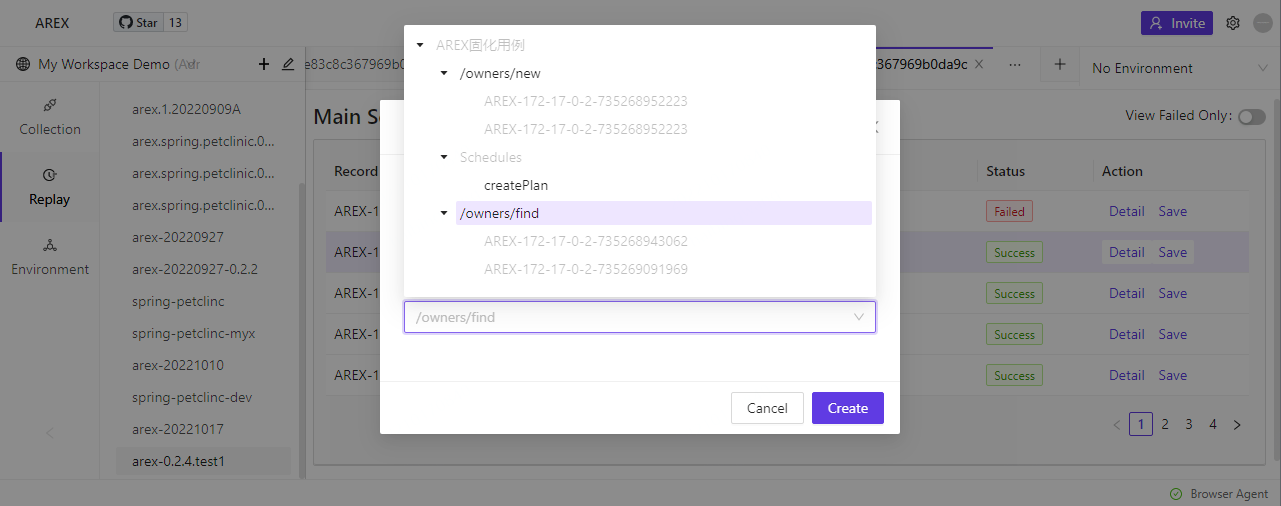 AREX
Star 13
Invite
My Workspace Demo
e83c8c367969b0
c367969b0da9c
No Environment
Collection
Replay
Environment
arex.1.20220909A
arex.spring.petclinic.0...
arex.spring.petclinic.0...
arex.spring.petclinic.0...
arex-20220927
arex-20220927-0.2.2
spring-petclinc
spring-petclinc-myx
arex-20221010
spring-petclinc-dev
arex-20221017
arex-0.2.4.test1
Main S
View Failed Only:
Record
Status
Action
AREX-1
Failed
Detail
Save
AREX-1
Success
Detail
Save
AREX-1
Success
Detail
Save
AREX-1
Success
Detail
Save
AREX-1
Success
Detail
Save
1 2 3 4
AREX固化用例
/owners/new
AREX-172-17-0-2-735268952223
AREX-172-17-0-2-735268952223
Schedules
createPlan
/owners/find
AREX-172-17-0-2-735268943062
AREX-172-17-0-2-735269091969
/owners/find
Cancel
Create
Browser Agent